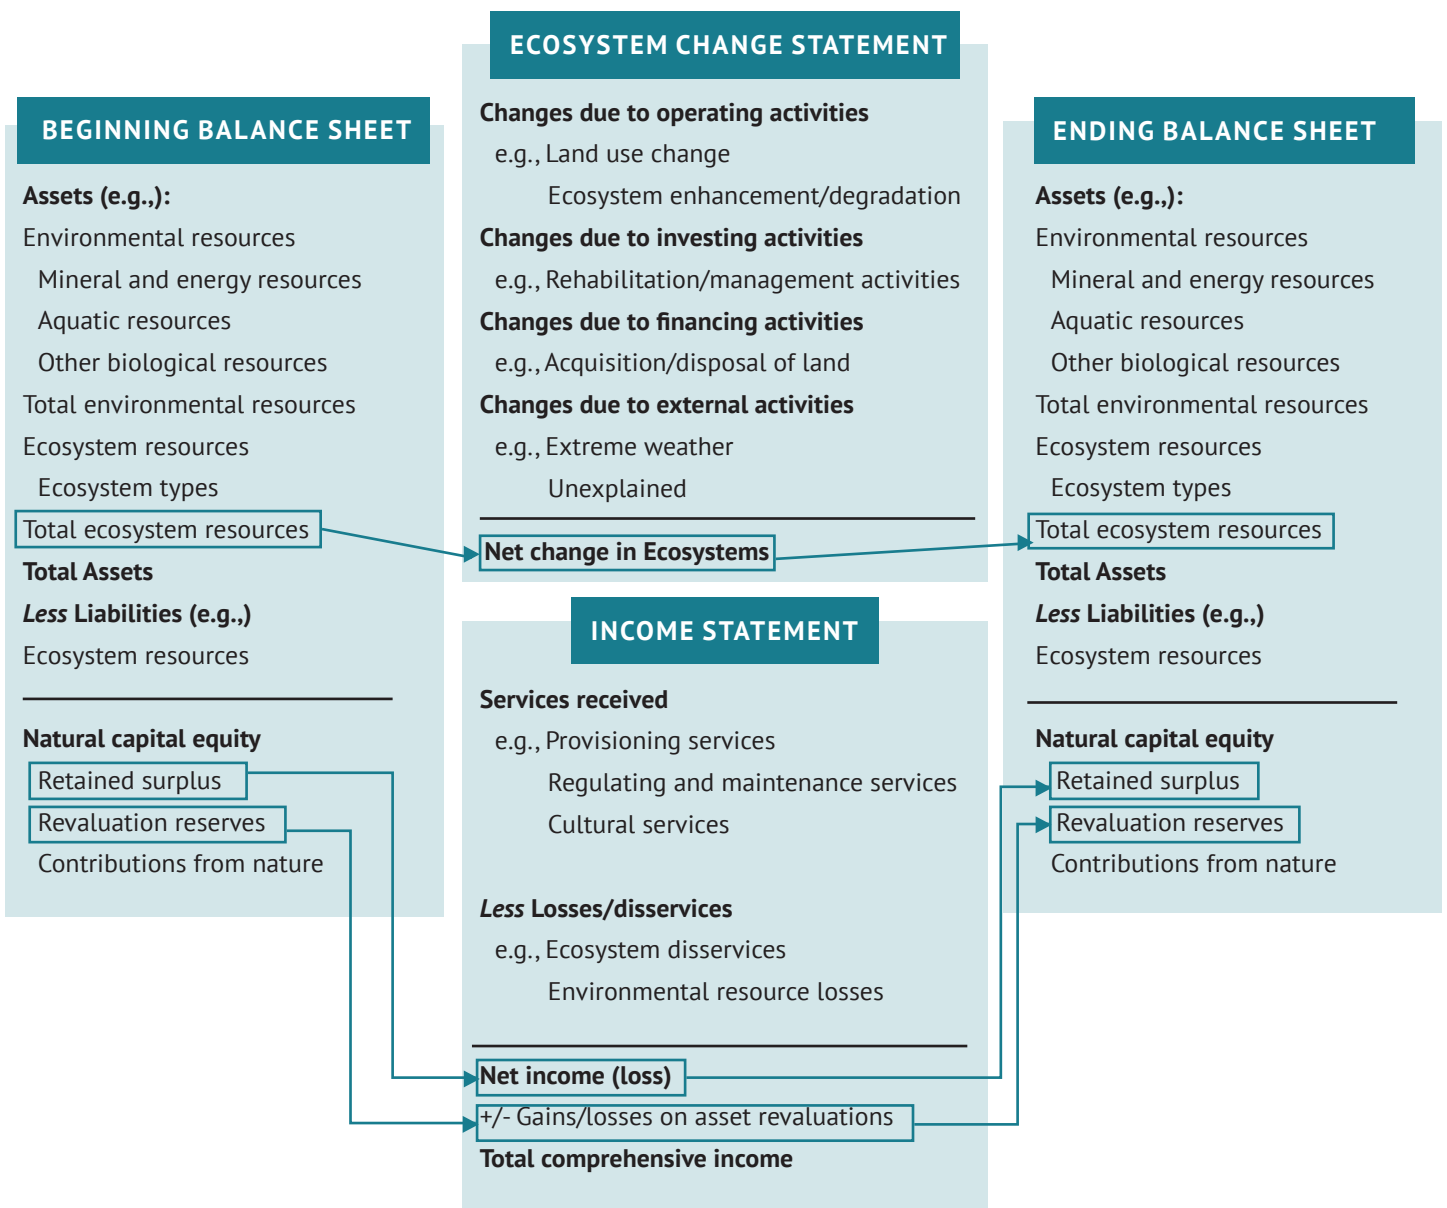 BEGINNING BALANCE SHEET
Assets (e.g.,):
Environmental resources
Mineral and energy resources
Aquatic resources
Other biological resources
Total environmental resources
Ecosystem resources
Ecosystem types
Total ecosystem resources
Total Assets
Less Liabilities (e.g.,)
Ecosystem resources
Natural capital equity
Retained surplus
Revaluation reserves
Contributions from nature
ECOSYSTEM CHANGE STATEMENT
Changes due to operating activities
e.g., Land use change
Ecosystem enhancement/degradation
Changes due to investing activities
e.g., Rehabilitation/management activities
Changes due to financing activities
e.g., Acquisition/disposal of land
Changes due to external activities
e.g., Extreme weather
Unexplained
Net change in Ecosystems
INCOME STATEMENT
Services received
e.g., Provisioning services
Regulating and maintenance services
Cultural services
Less Losses/disservices
e.g., Ecosystem disservices
Environmental resource losses
Net income (loss)
+/- Gains/losses on asset revaluations
Total comprehensive income
ENDING BALANCE SHEET
Assets (e.g.,):
Environmental resources
Mineral and energy resources
Aquatic resources
Other biological resources
Total environmental resources
Ecosystem resources
Ecosystem types
Total ecosystem resources
Total Assets
Less Liabilities (e.g.,)
Ecosystem resources
Natural capital equity
Retained surplus
Revaluation reserves
Contributions from nature